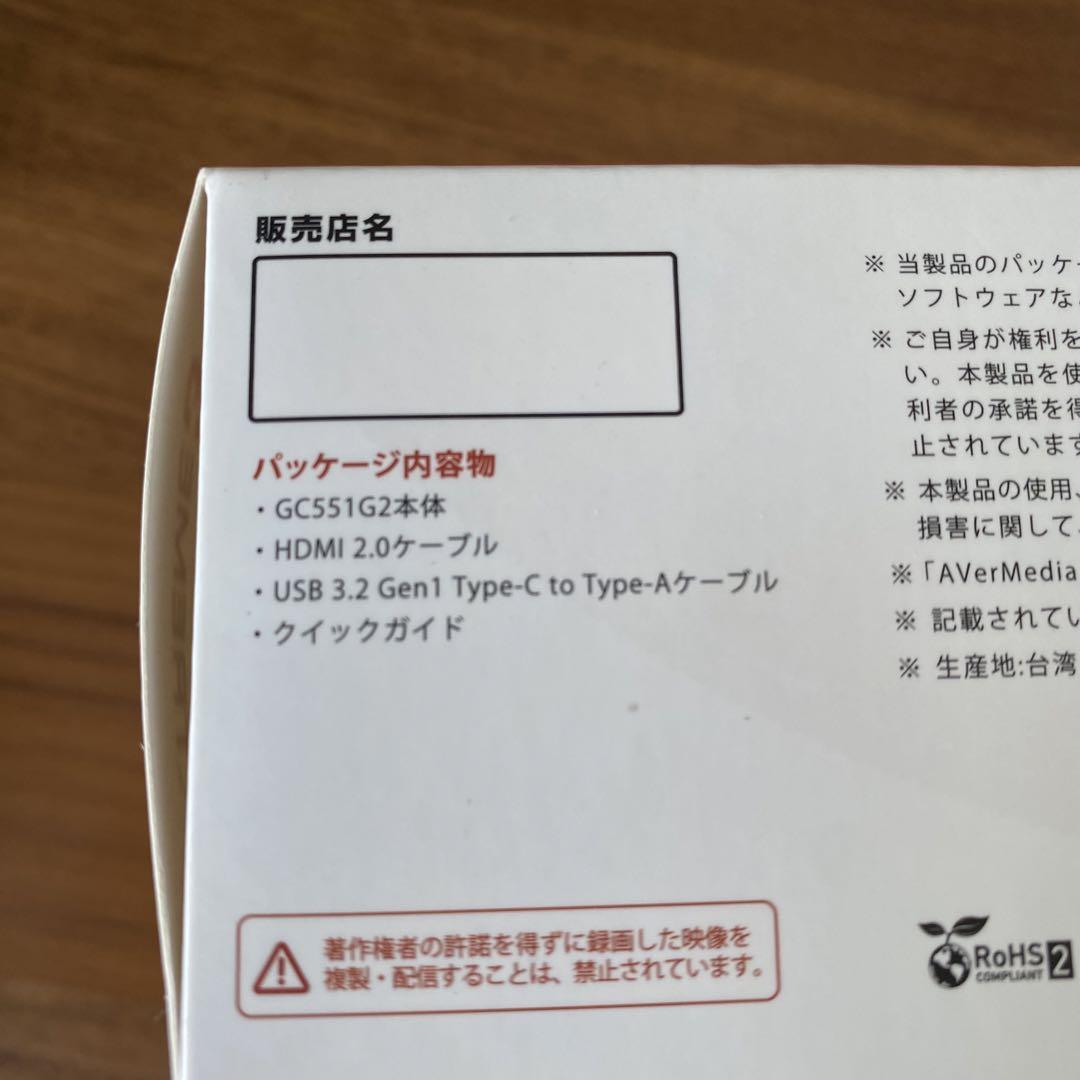 販売店名
パッケージ内容物
・GC551G2本体
・HDMI 2.0ケーブル
・USB 3.2 Gen1 Type-C to Type-Aケーブル
・クイックガイド
※ 当製品のパッケ
ソフトウェアな
※ ご自身が権利を
い。本製品を使
利者の承諾を得
止されています
※ 本製品の使用、
損害に関して、
※「AVerMedia
※ 記載されてい
※ 生産地:台湾
著作権者の許諾を得ずに録画した映像を
複製・配信することは、禁止されています。
RoHS 2
COMPLIANT